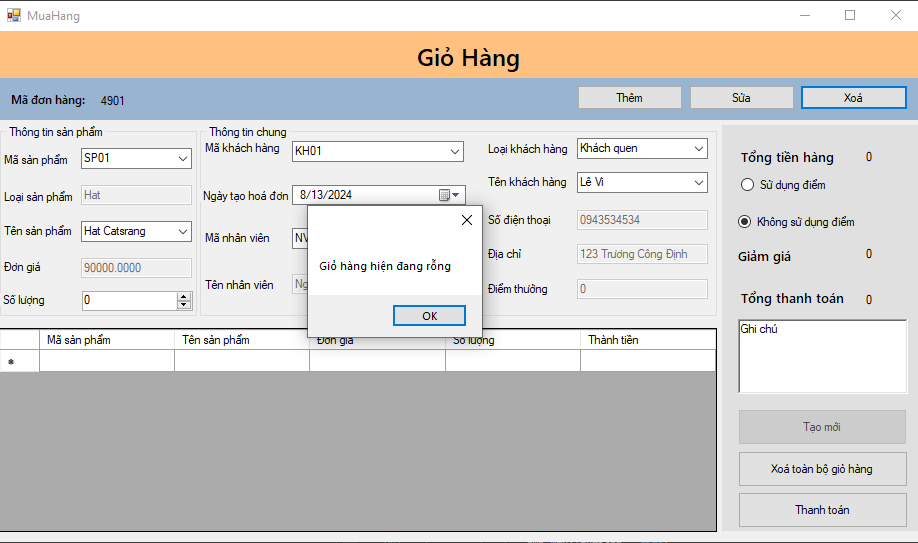 MuaHang
Giỏ Hàng
Mã đơn hàng: 4901
Thêm
Sửa
Xoá
Thông tin sản phẩm
Mã sản phẩm SP01
Loại sản phẩm Hat
Tên sản phẩm Hat Catsrang
Đơn giá 90000.0000
Số lượng 0
Thông tin chung
Mã khách hàng KH01
Ngày tạo hoá đơn 8/13/2024
Mã nhân viên
Tên nhân viên
Loại khách hàng Khách quen
Tên khách hàng Lê Vi
Số điện thoại 0943534534
Địa chỉ 123 Trương Công Định
Điểm thưởng 0
Giỏ hàng hiện đang rỗng
OK
Tổng tiền hàng 0
Sử dụng điểm
Không sử dụng điểm
Giảm giá 0
Tổng thanh toán 0
Ghi chú
Tạo mới
Xoá toàn bộ giỏ hàng
Thanh toán
Mã sản phẩm Tên sản phẩm Đơn giá Số lượng Thành tiền